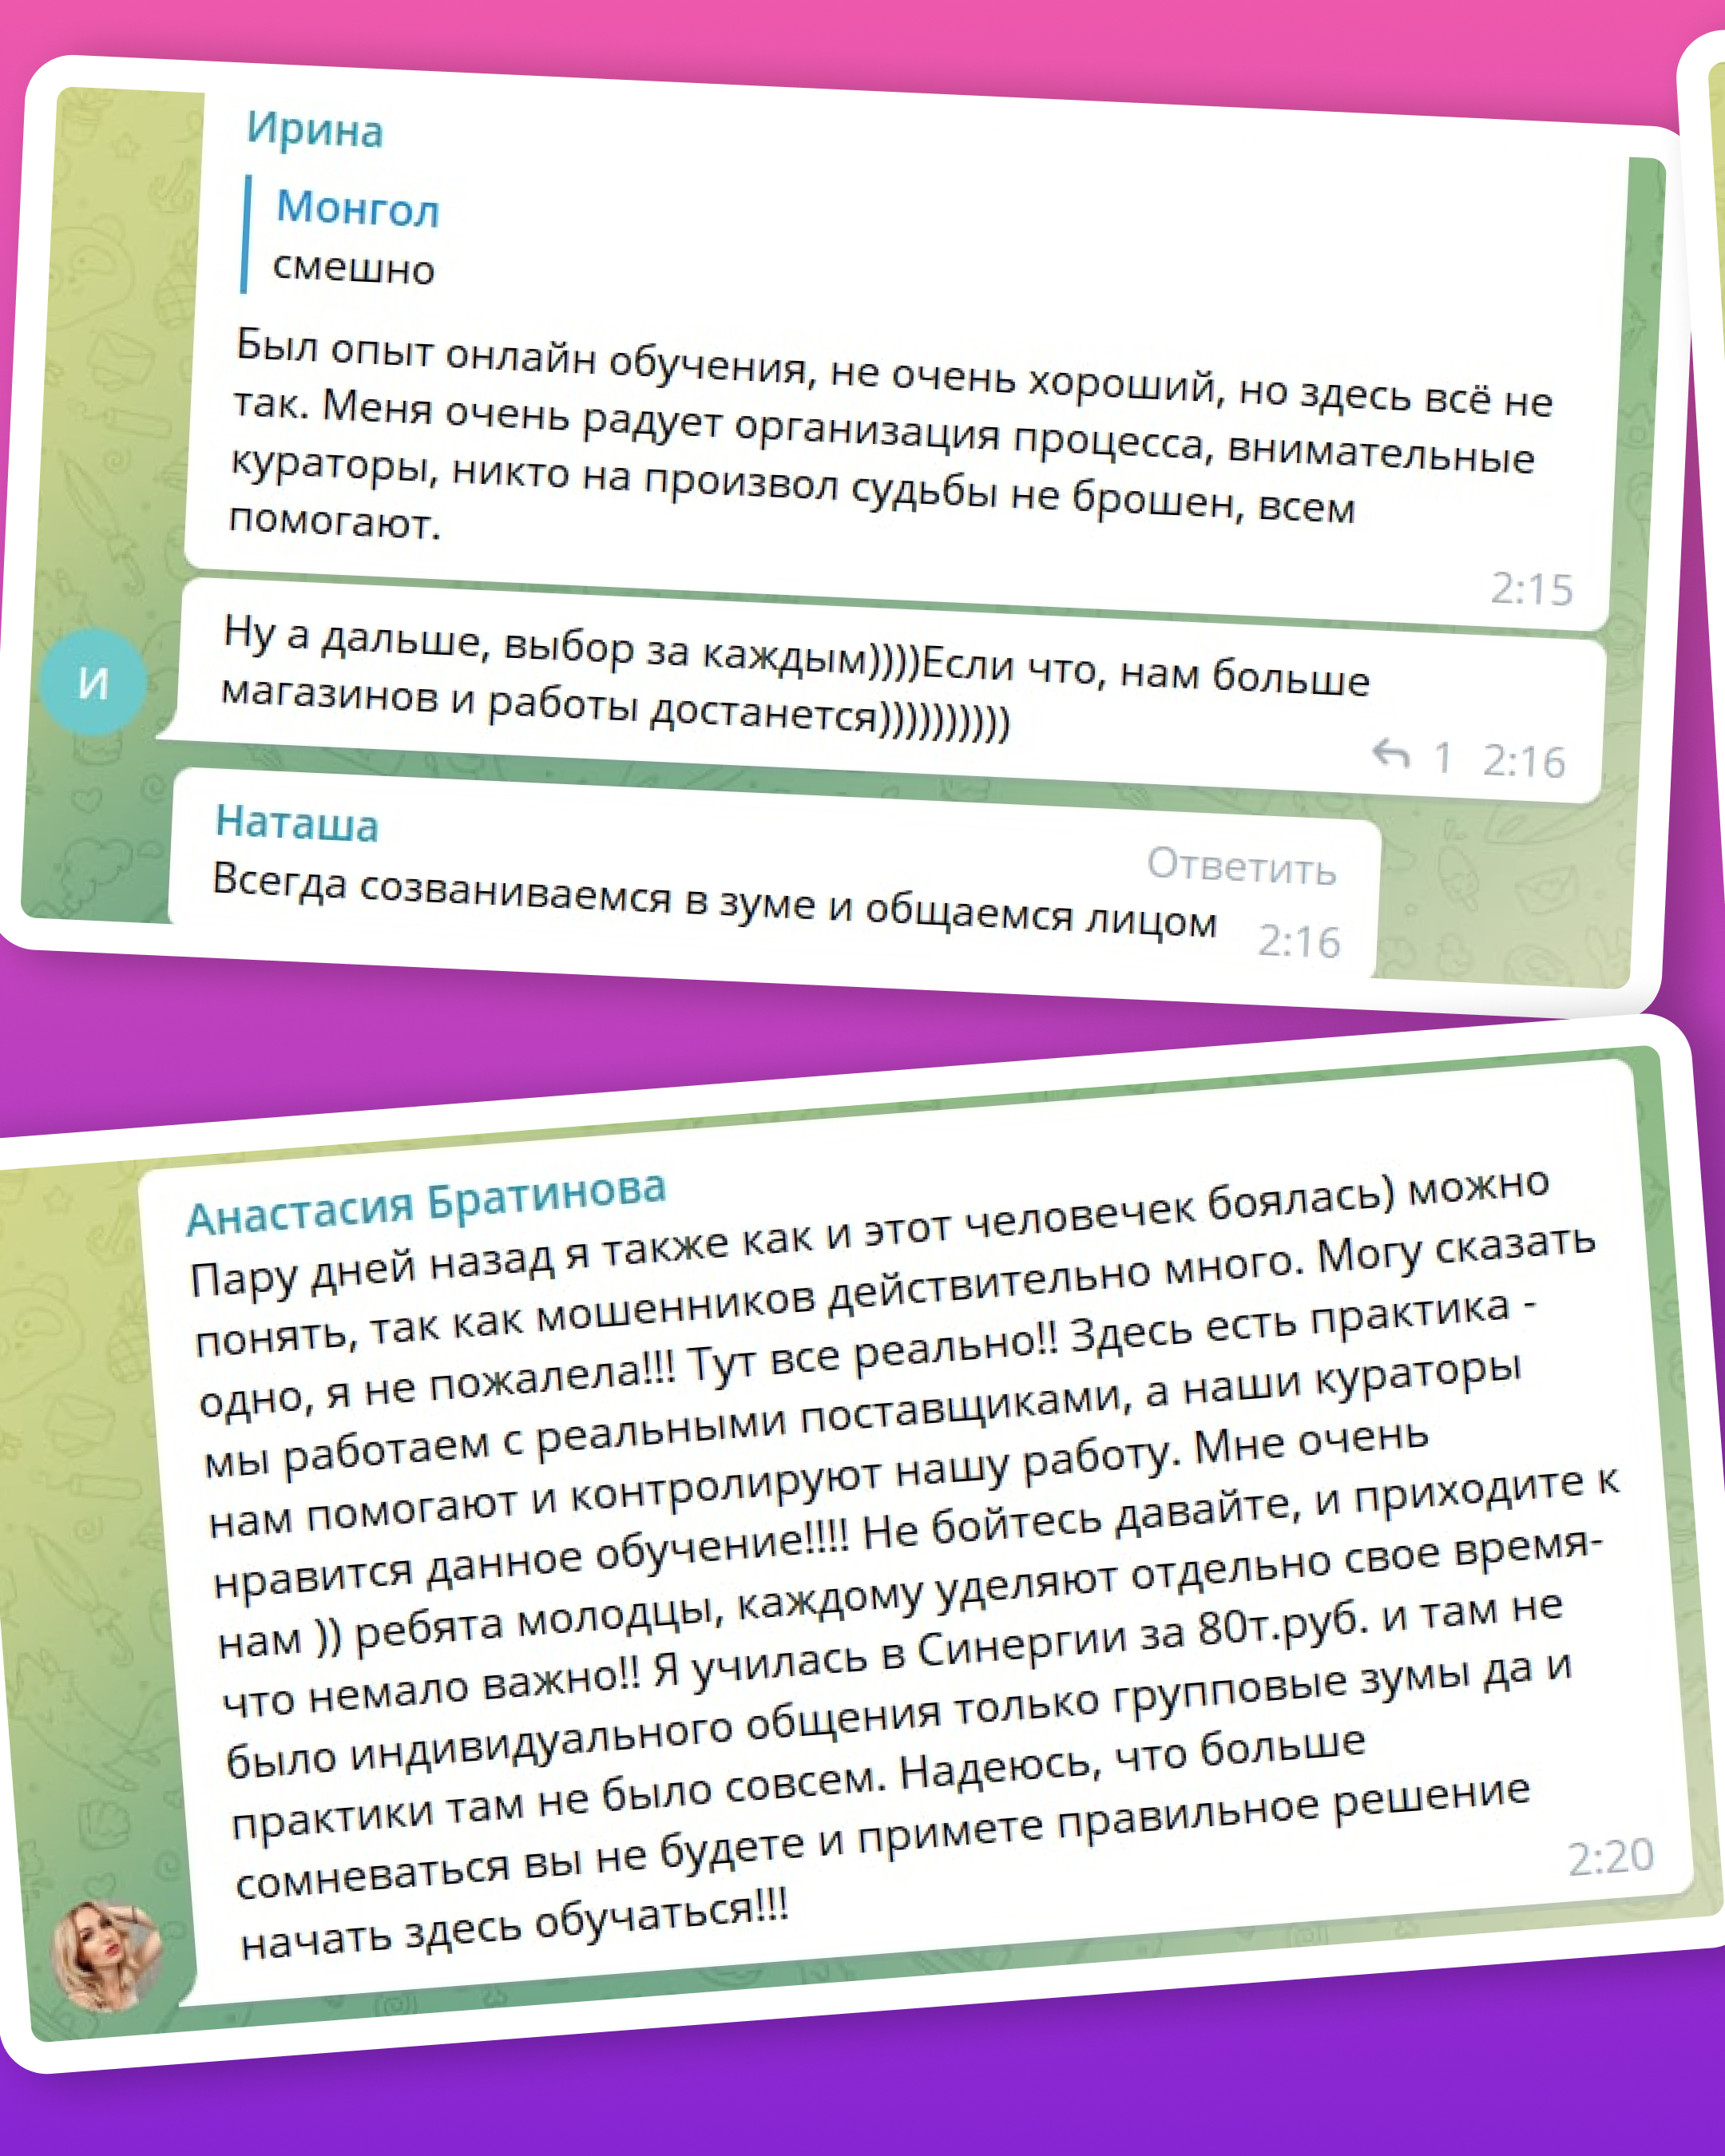 Ирина
Монгол
смешно
Был опыт онлайн обучения, не очень хороший, но здесь всё не
так. Меня очень радует организация процесса, внимательные
кураторы, никто на произвол судьбы не брошен, всем
помогают.
2:15
Ну а дальше, выбор за каждым))))Если что, нам больше
магазинов и работы достанется))))))))))
1 2:16
И
Наташа
Ответить
Всегда созваниваемся в зуме и общаемся лицом
2:16
Анастасия Братинова
Пару дней назад я также как и этот человечек боялась) можно
понять, так как мошенников действительно много. Могу сказать
одно, я не пожалела!!! Тут все реально!! Здесь есть практика -
мы работаем с реальными поставщиками, а наши кураторы
нам помогают и контролируют нашу работу. Мне очень
нравится данное обучение!!!! Не бойтесь давайте, и приходите к
нам )) ребята молодцы, каждому уделяют отдельно свое время-
что немало важно!! Я училась в Синергии за 80т.руб. и там не
было индивидуального общения только групповые зумы да и
практики там не было совсем. Надеюсь, что больше
сомневаться вы не будете и примете правильное решение
начать здесь обучаться!!!
2:20